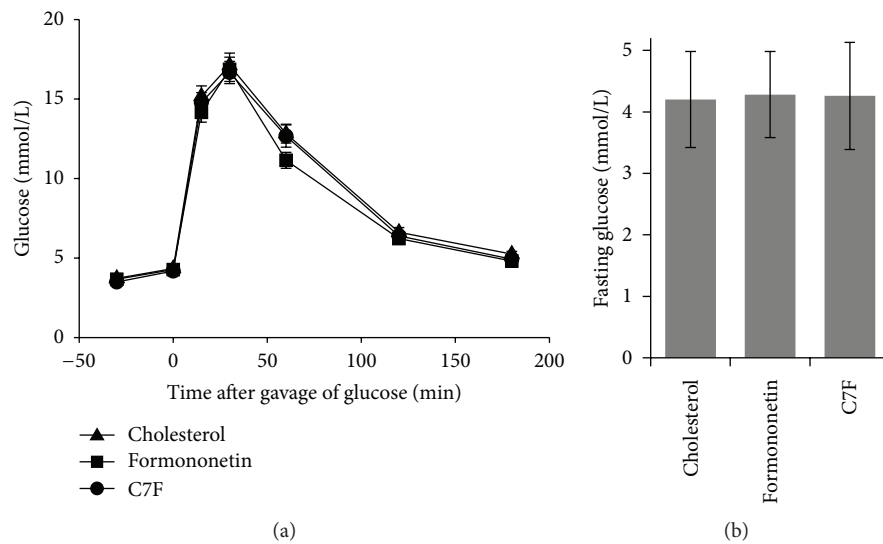 20
15
10
5
0
−50
0
50
100
150
200
Glucose (mmol/L)
Time after gavage of glucose (min)
Cholesterol
Formononetin
C7F
(a)
5
4
3
2
1
0
Fasting glucose (mmol/L)
Cholesterol
Formononetin
C7F
(b)